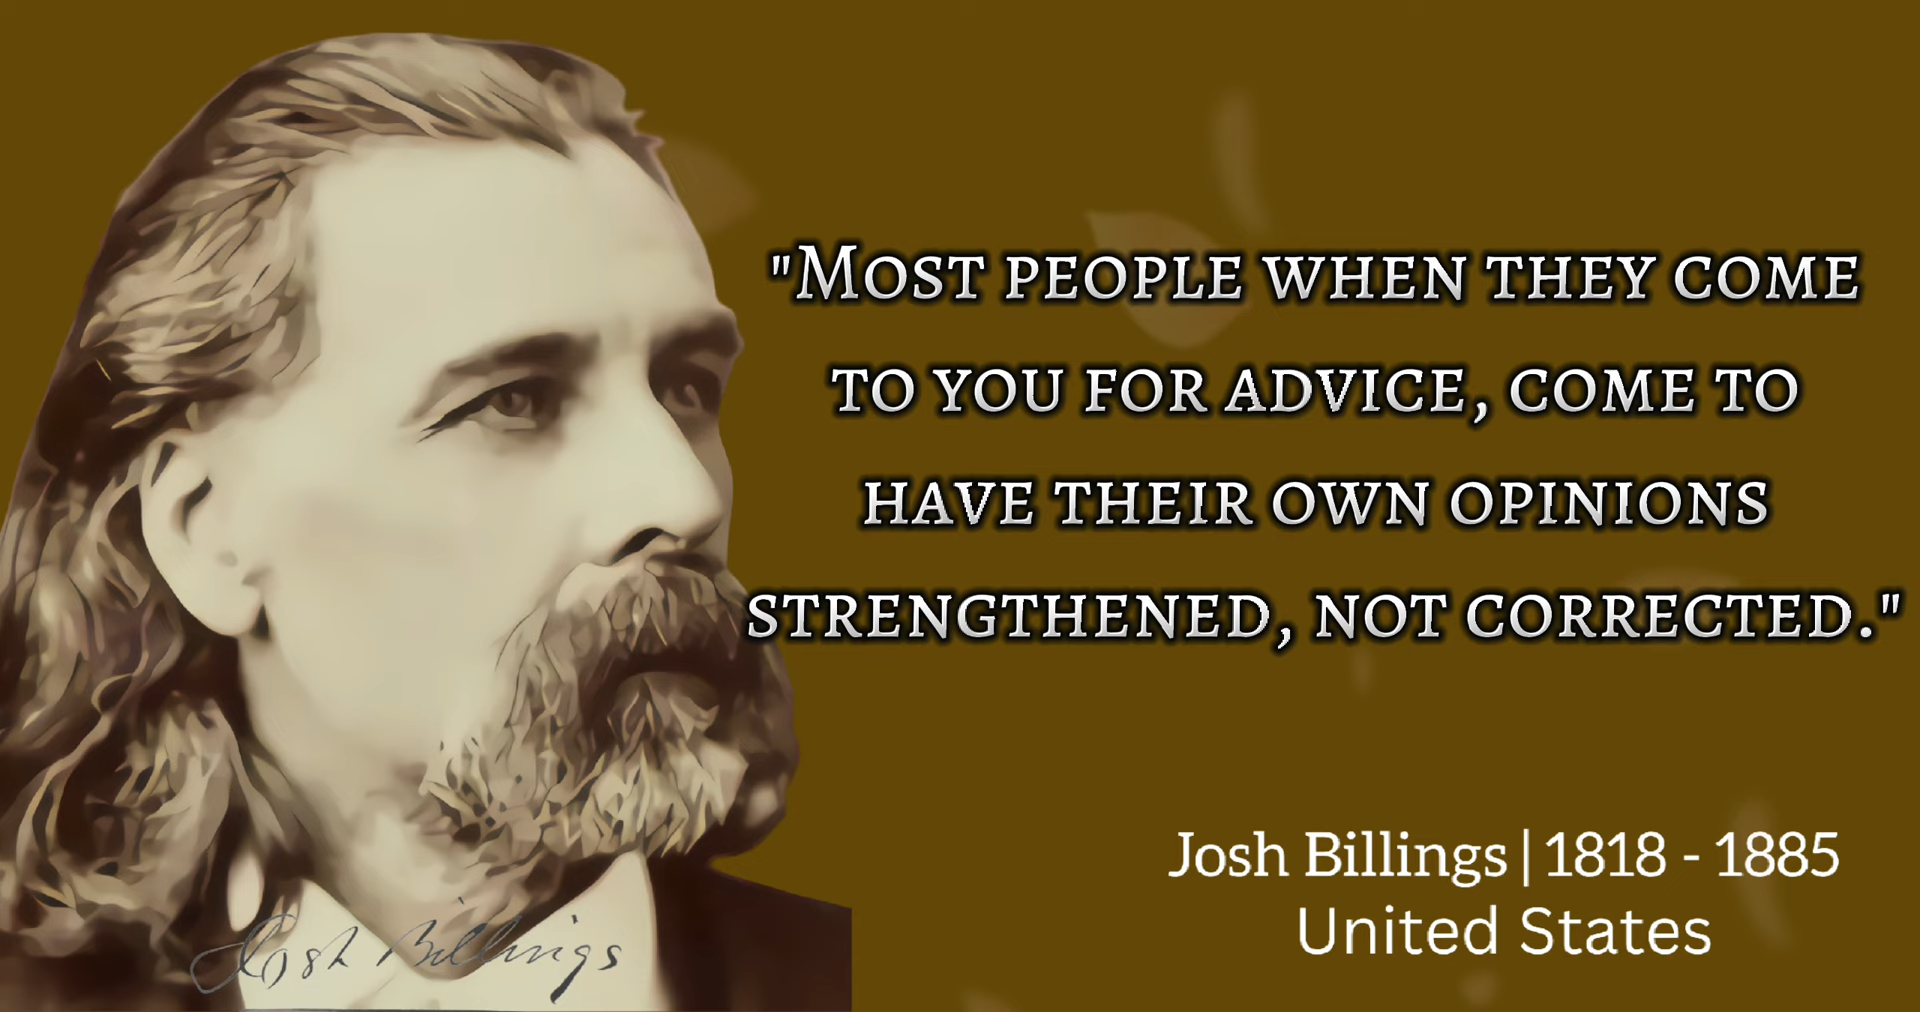 "Most people when they come
to you for advice, come to
have their own opinions
strengthened, not corrected."
Josh Billings | 1818 - 1885
United States
Josh Billings